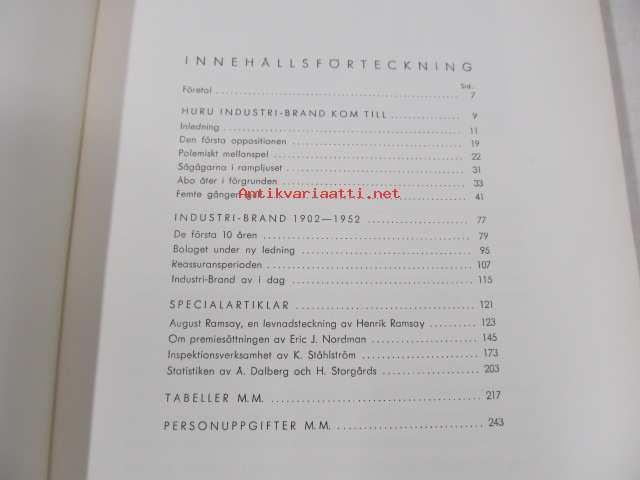 INNEHÅLLSFÖRTECKNING
Sid.
Företal 7
HURU INDUSTRI-BRAND KOM TILL 9
Inledning 11
Den första oppositionen 19
Polemiskt mellanspel 22
Sågägarna i rampljuset 31
Åbo åter i förgrunden 33
Antikvariaatti.net
Femte gången 41
INDUSTRI-BRAND 1902—1952 77
De första 10 åren 79
Bolaget under ny ledning 95
Reassuransperioden 107
Industri-Brand av i dag 115
SPECIALARTIKLAR 121
August Ramsay, en levnadsteckning av Henrik Ramsay 123
Om premiesättningen av Eric J. Nordman 145
Inspektionsverksamhet av K. Ståhlström 173
Statistiken av A. Dalberg och H. Storgårds 203
TABELLER M.M. 217
PERSONUPPGIFTER M.M. 243